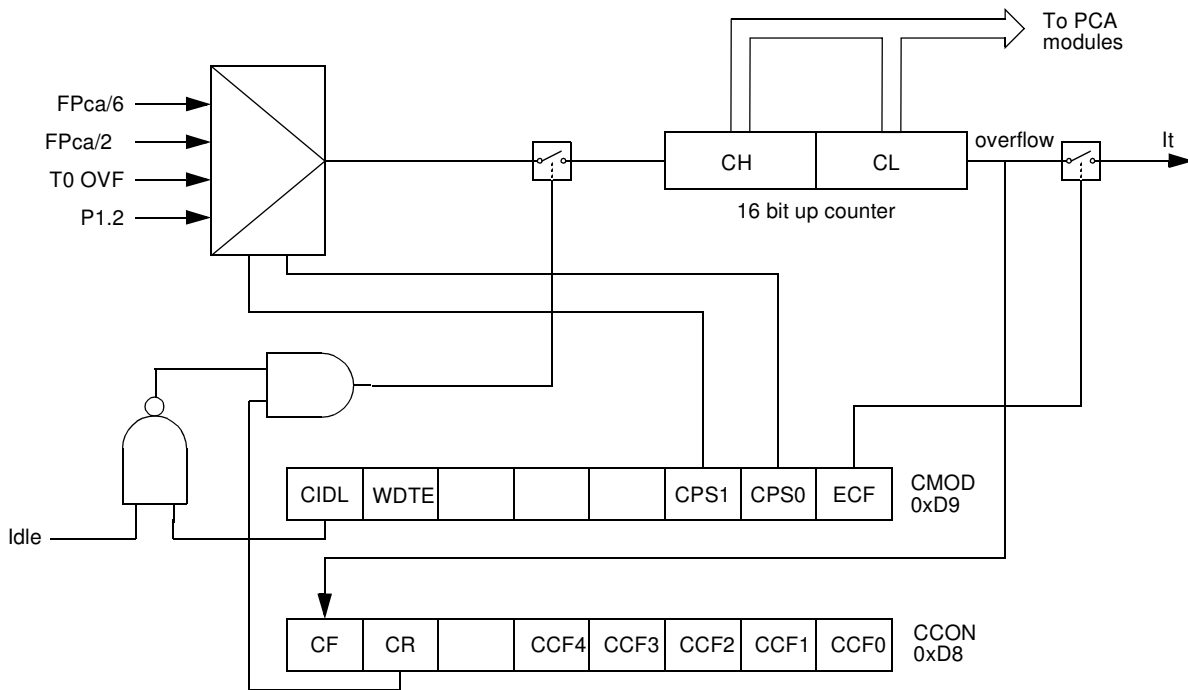 To PCA
modules
FPca/6
FPca/2
T0 OVF
P1.2
overflow
It
CH
CL
16 bit up counter
CIDL
WDTE
CPS1
CPS0
ECF
CMOD
0xD9
Idle
CF
CR
CCF4
CCF3
CCF2
CCF1
CCF0
CCON
0xD8